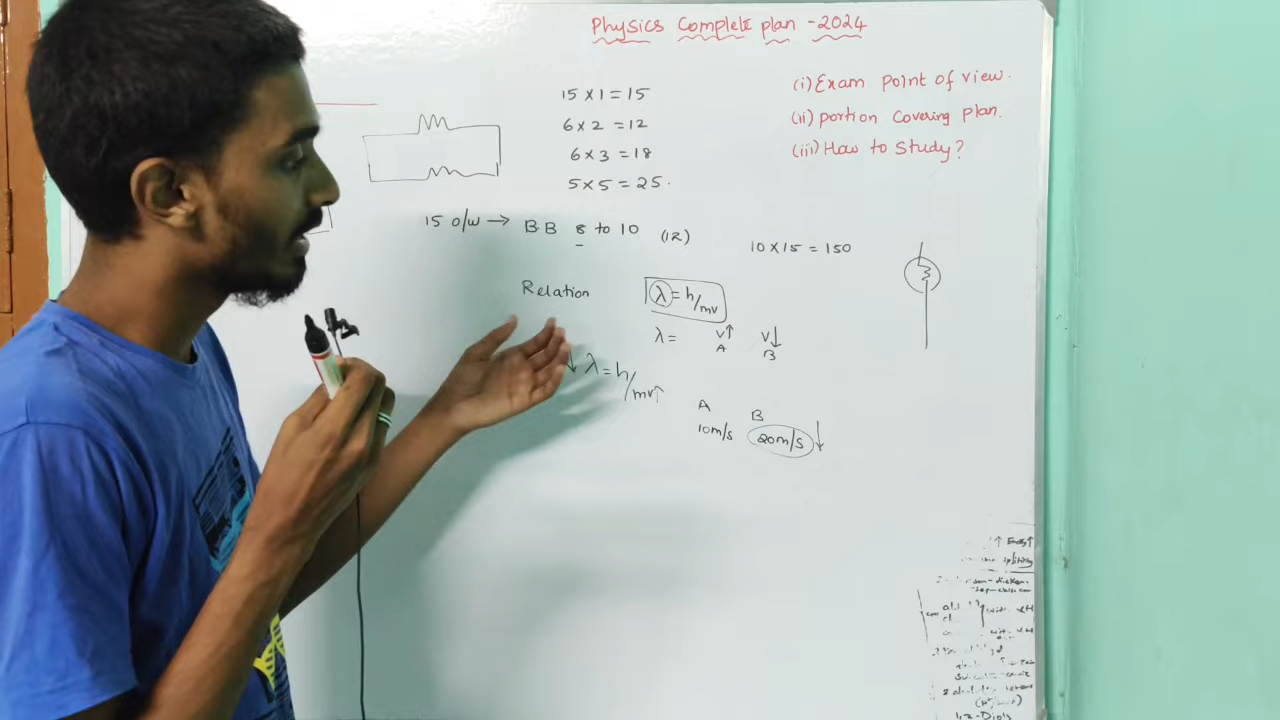 Physics Complete plan - 2024
(i) Exam point of view.
(ii) portion covering plan.
(iii) How to study?
15 × 1 = 15
6 × 2 = 12
6 × 3 = 18
5 × 5 = 25.
15 o/w → BB 8 to 10 (12)
10 × 15 = 150
Relation
λ = h/mv
λ = v↑ v↓
A B
↓ λ = h/mv↑
A B
10m/s 20m/s ↓